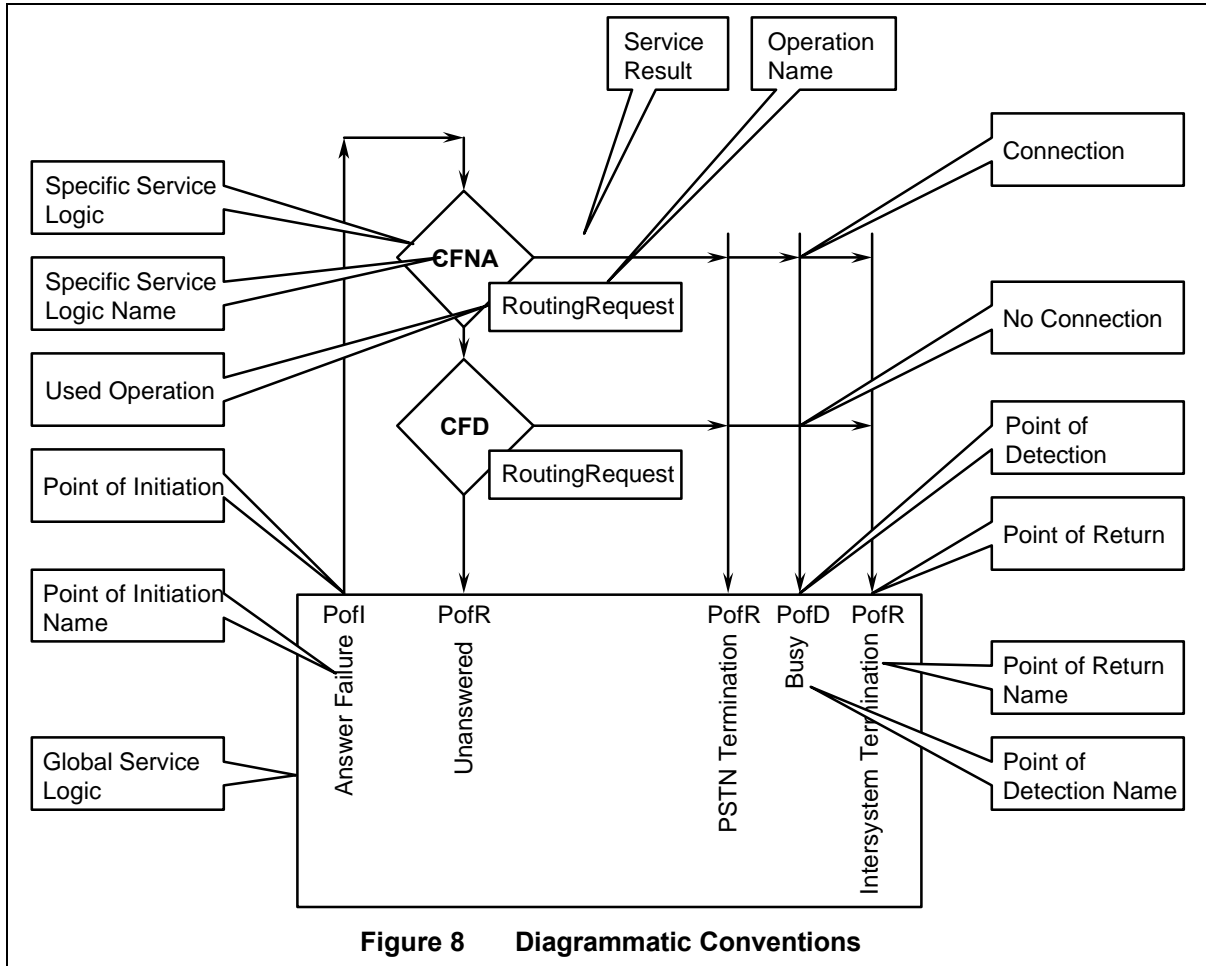 Service
Result
Operation
Name
Connection
Specific Service
Logic
CFNA
Specific Service
Logic Name
RoutingRequest
No Connection
Used Operation
CFD
Point of
Detection
RoutingRequest
Point of Initiation
Point of Return
Point of Initiation
Name
PofI
PofR
PofR
PofD
PofR
Answer Failure
Unanswered
PSTN Termination
Busy
Intersystem Termination
Point of Return
Name
Global Service
Logic
Point of
Detection Name
Figure 8 Diagrammatic Conventions